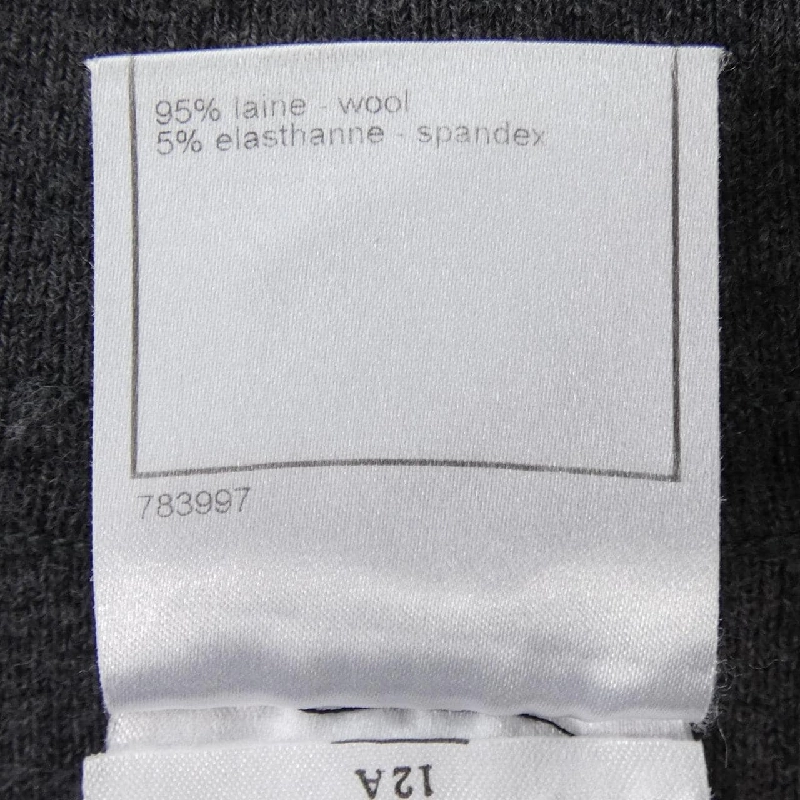 95% laine - wool
5% elasthanne - spandex
783997
12A